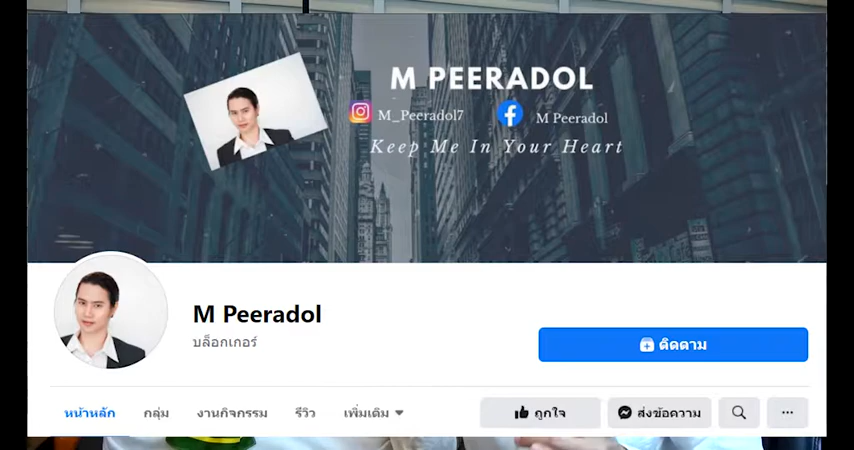 M PEERADOL
M_Peeradol7 M Peeradol
Keep Me In Your Heart
M Peeradol
บล็อกเกอร์
ติดตาม
หน้าหลัก กลุ่ม งานกิจกรรม รีวิว เพิ่มเติม ถูกใจ ส่งข้อความ